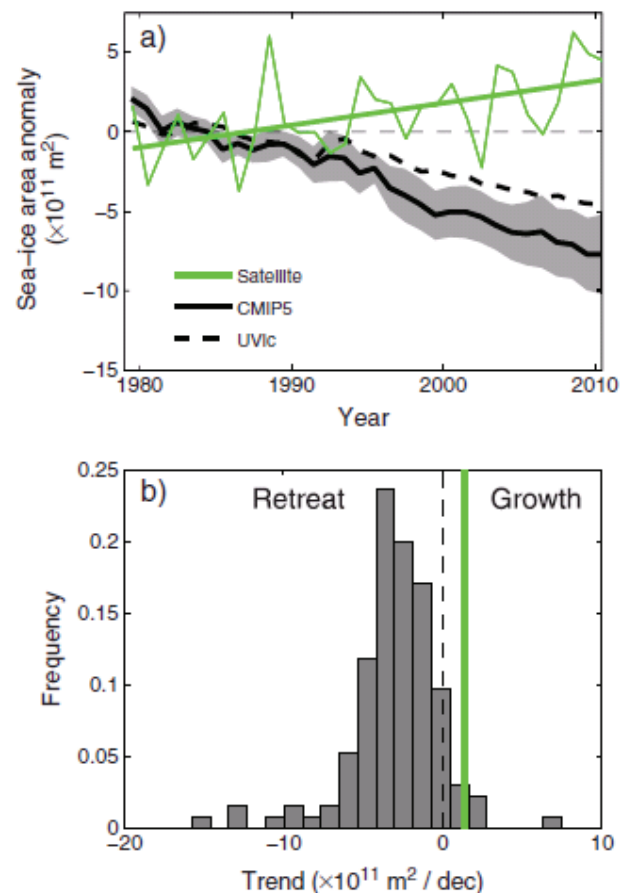 a)
Sea-ice area anomaly
(×10¹¹ m²)
5
0
−5
−10
−15
Satellite
CMIP5
UVic
1980
1990
2000
2010
Year
b)
Retreat
Growth
Frequency
0.25
0.2
0.15
0.1
0.05
0
−20
−10
0
10
Trend (×10¹¹ m² / dec)